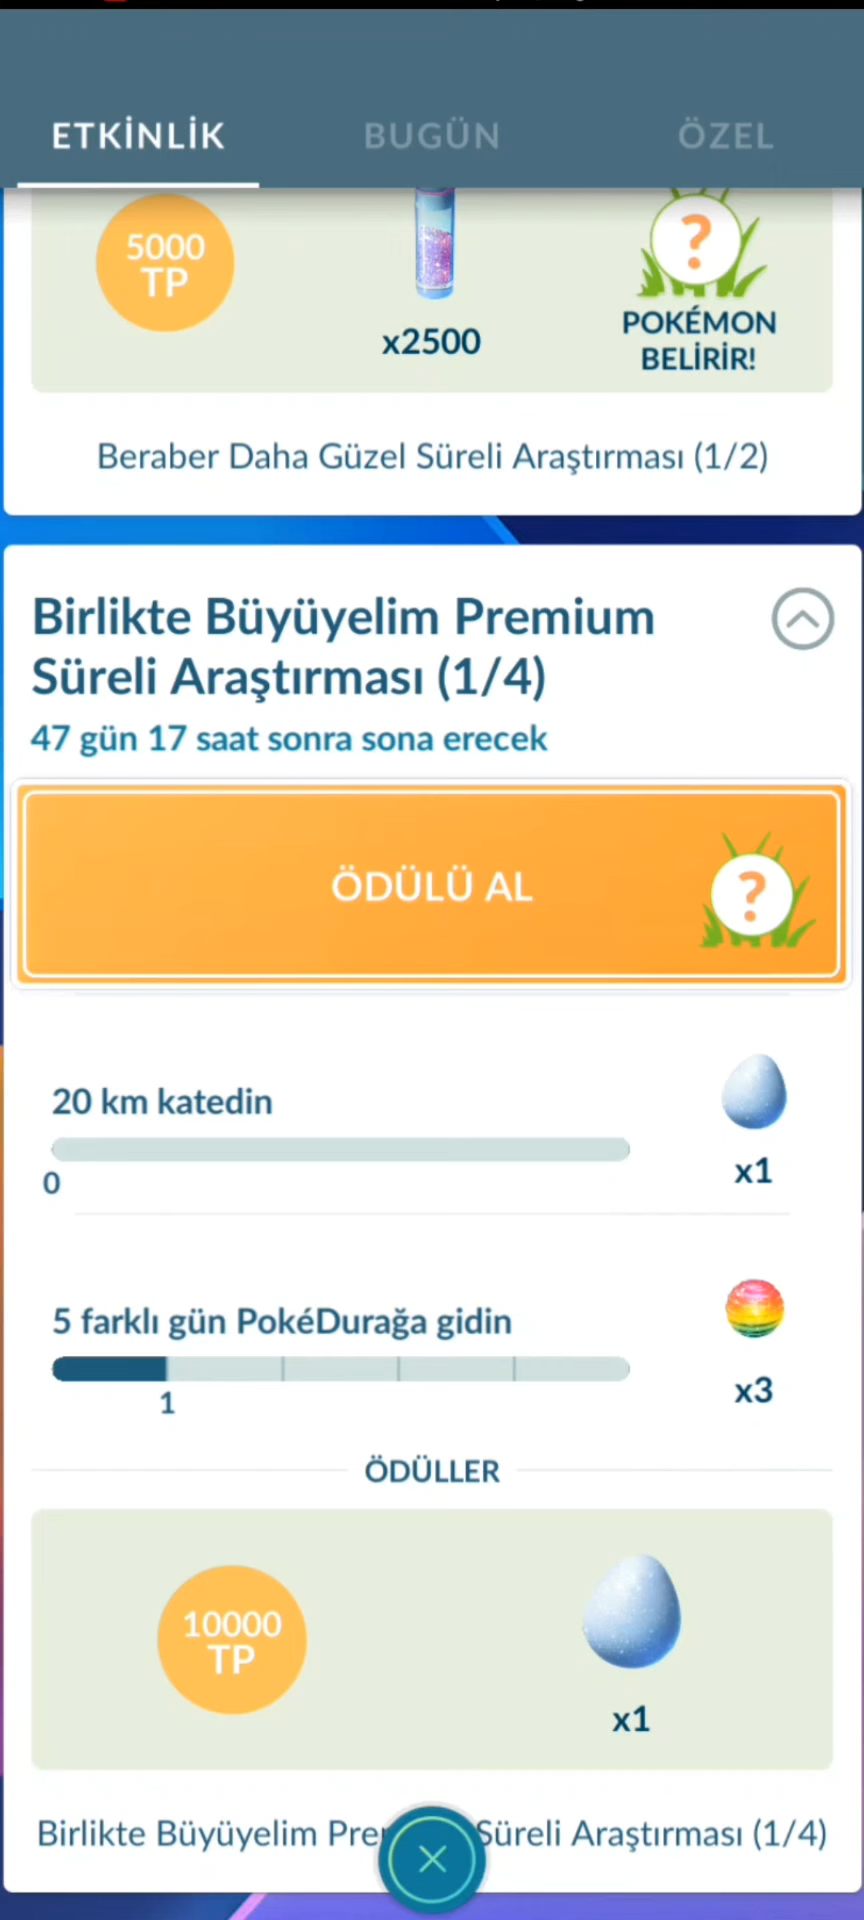 ETKİNLİK
BUGÜN
ÖZEL
5000
TP
x2500
?
POKÉMON
BELİRİR!
Beraber Daha Güzel Süreli Araştırması (1/2)
Birlikte Büyüyelim Premium
Süreli Araştırması (1/4)
47 gün 17 saat sonra sona erecek
ÖDÜLÜ AL
?
20 km katedin
0
x1
5 farklı gün PokéDurağa gidin
1
x3
ÖDÜLLER
10000
TP
x1
Birlikte Büyüyelim Süreli Araştırması (1/4)